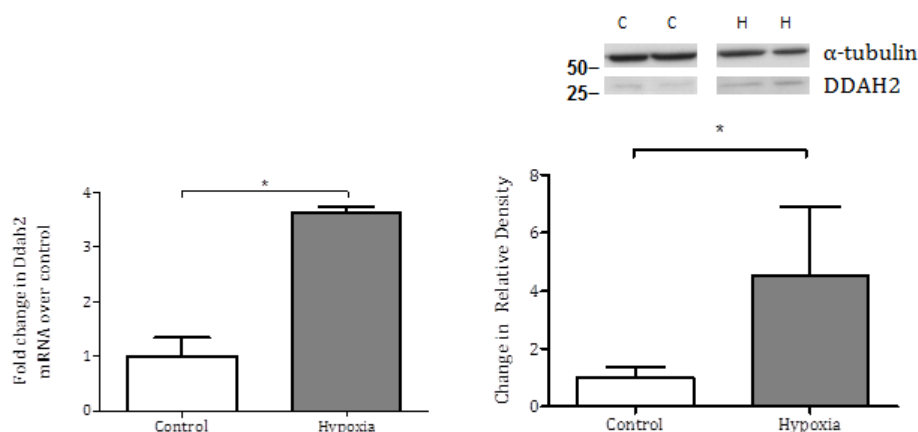 C C H H
α-tubulin
50–
DDAH2
25–
*
8
6
4
2
0
Change in Relative Density
Control Hypoxia
*
4
3
2
1
0
Fold change in Ddah2
mRNA over control
Control Hypoxia